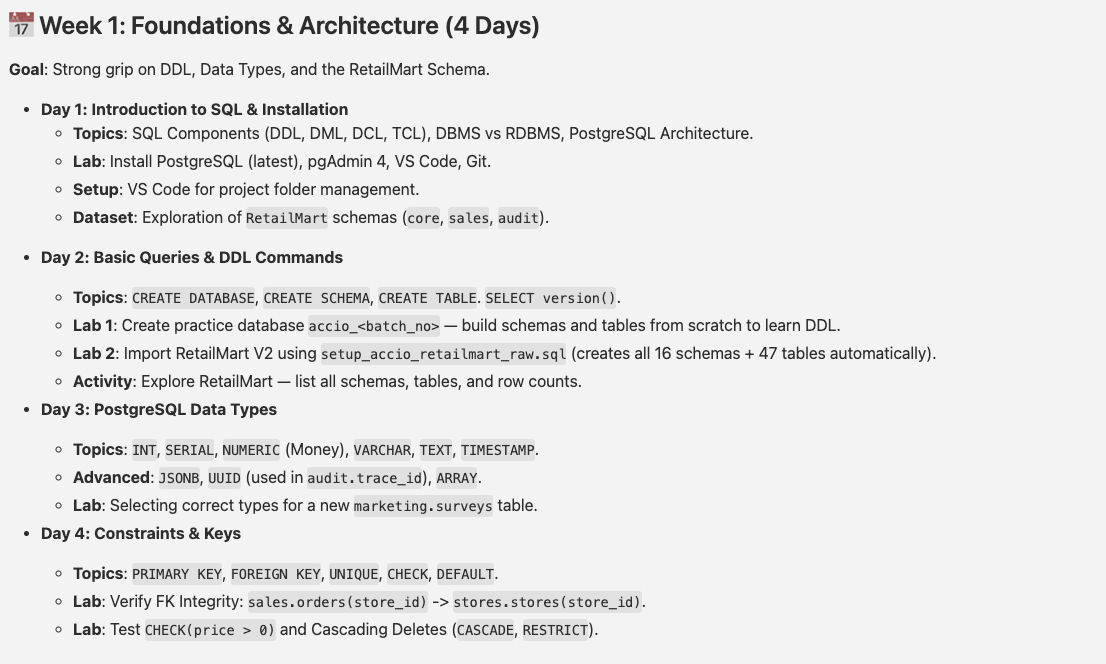 17 Week 1: Foundations & Architecture (4 Days)
Goal: Strong grip on DDL, Data Types, and the RetailMart Schema.
• Day 1: Introduction to SQL & Installation
◦ Topics: SQL Components (DDL, DML, DCL, TCL), DBMS vs RDBMS, PostgreSQL Architecture.
◦ Lab: Install PostgreSQL (latest), pgAdmin 4, VS Code, Git.
◦ Setup: VS Code for project folder management.
◦ Dataset: Exploration of RetailMart schemas (core, sales, audit).
• Day 2: Basic Queries & DDL Commands
◦ Topics: CREATE DATABASE, CREATE SCHEMA, CREATE TABLE. SELECT version().
◦ Lab 1: Create practice database accio_<batch_no> — build schemas and tables from scratch to learn DDL.
◦ Lab 2: Import RetailMart V2 using setup_accio_retailmart_raw.sql (creates all 16 schemas + 47 tables automatically).
◦ Activity: Explore RetailMart — list all schemas, tables, and row counts.
• Day 3: PostgreSQL Data Types
◦ Topics: INT, SERIAL, NUMERIC (Money), VARCHAR, TEXT, TIMESTAMP.
◦ Advanced: JSONB, UUID (used in audit.trace_id), ARRAY.
◦ Lab: Selecting correct types for a new marketing.surveys table.
• Day 4: Constraints & Keys
◦ Topics: PRIMARY KEY, FOREIGN KEY, UNIQUE, CHECK, DEFAULT.
◦ Lab: Verify FK Integrity: sales.orders(store_id) -> stores.stores(store_id).
◦ Lab: Test CHECK(price > 0) and Cascading Deletes (CASCADE, RESTRICT).